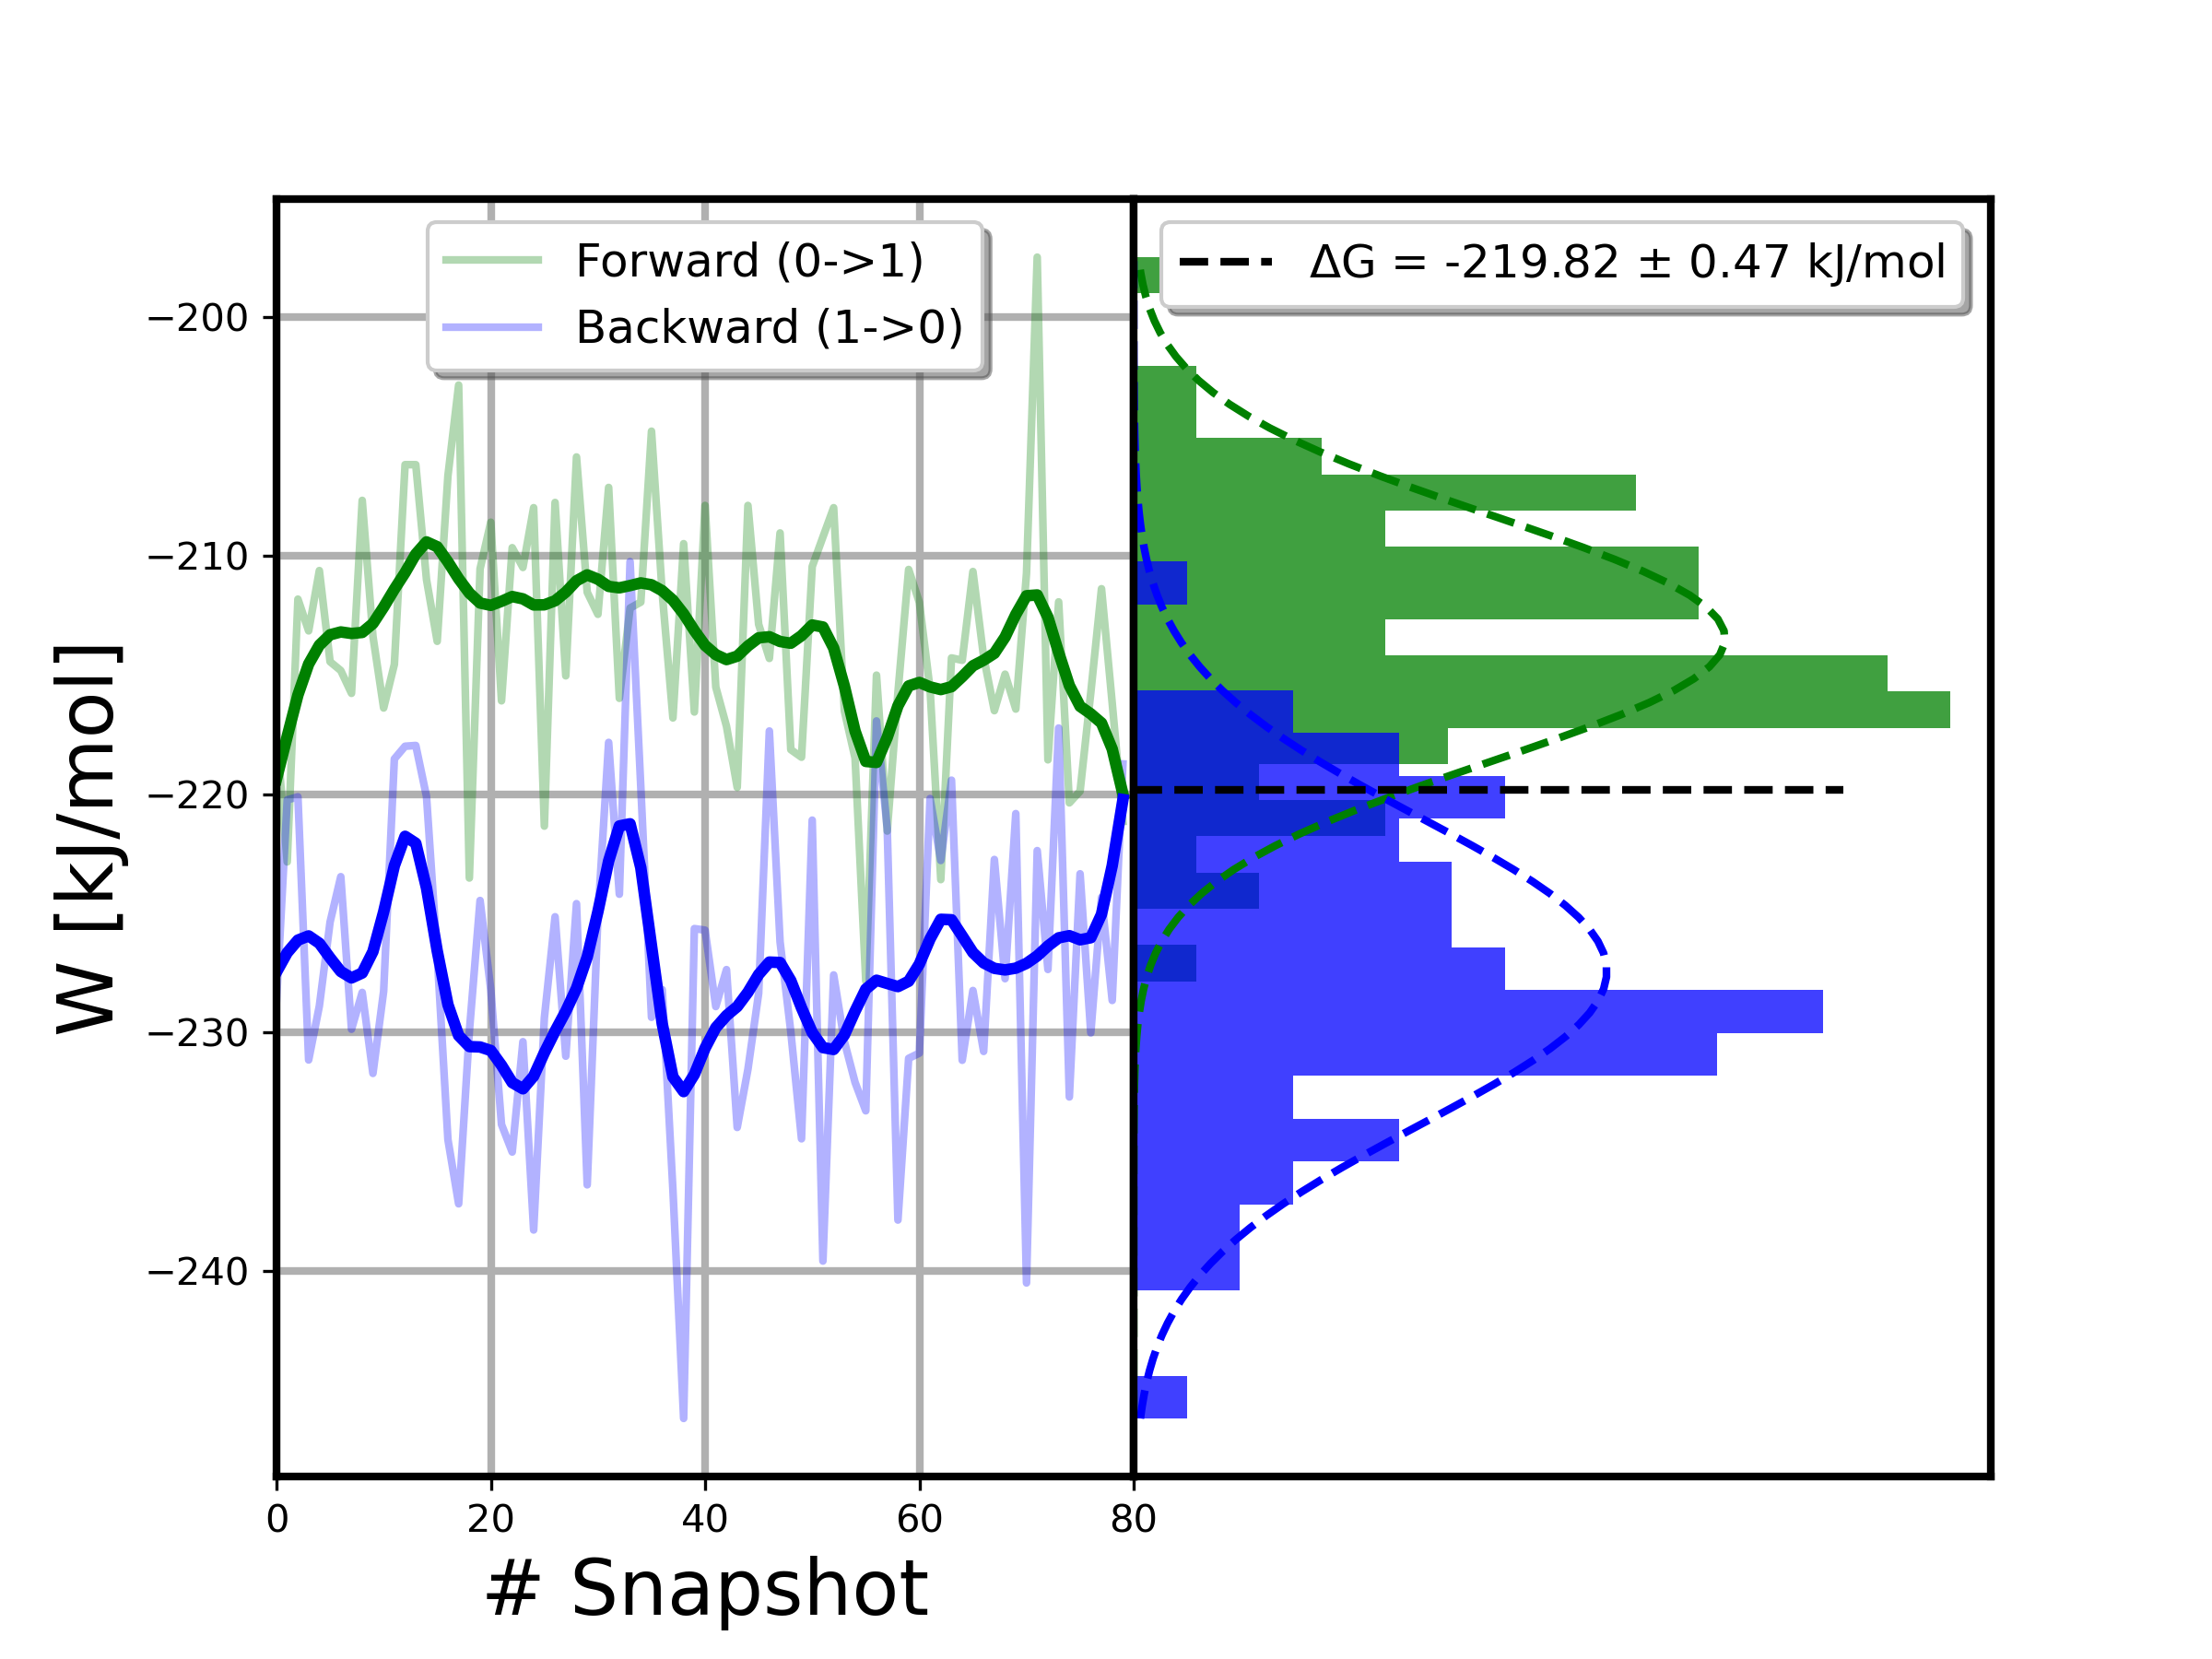 Forward (0->1)
Backward (1->0)
ΔG = -219.82 ± 0.47 kJ/mol
W [kJ/mol]
−200
−210
−220
−230
−240
0 20 40 60 80
# Snapshot